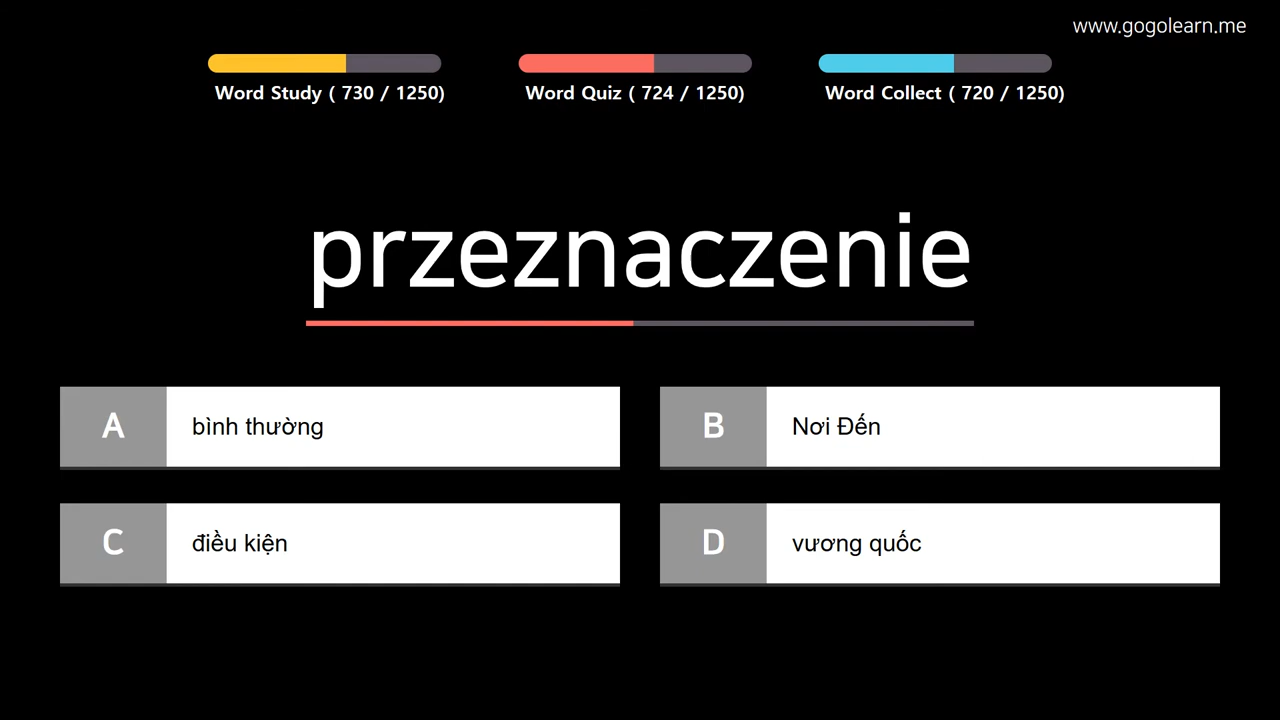 www.gogolearn.me
Word Study ( 730 / 1250)
Word Quiz ( 724 / 1250)
Word Collect ( 720 / 1250)
przeznaczenie
A bình thường
B Nơi Đến
C điều kiện
D vương quốc